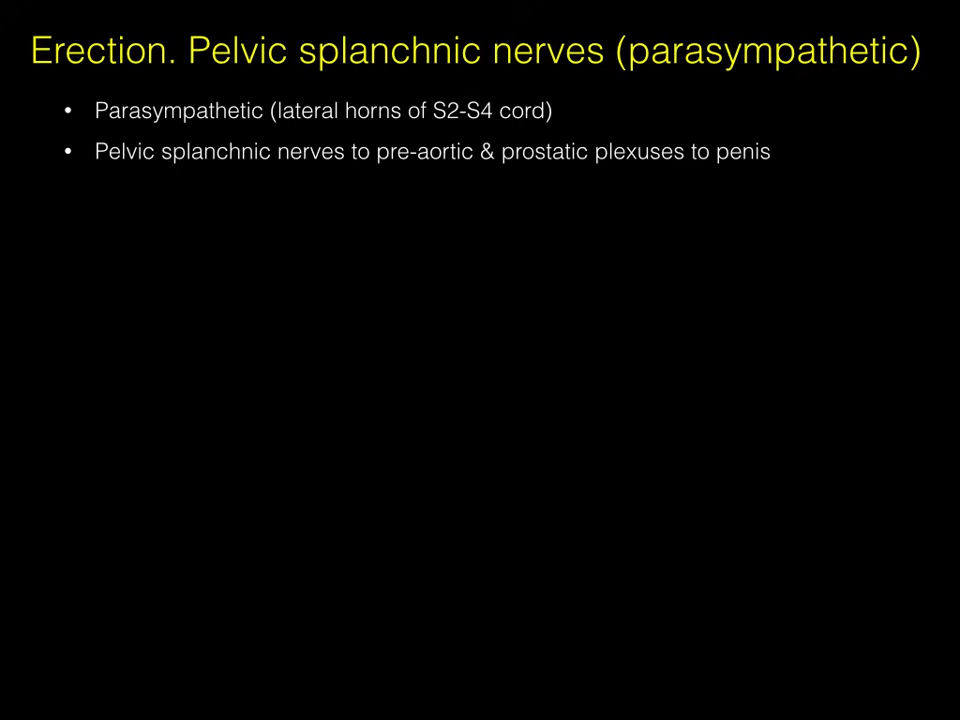 Erection. Pelvic splanchnic nerves (parasympathetic)
• Parasympathetic (lateral horns of S2-S4 cord)
• Pelvic splanchnic nerves to pre-aortic & prostatic plexuses to penis